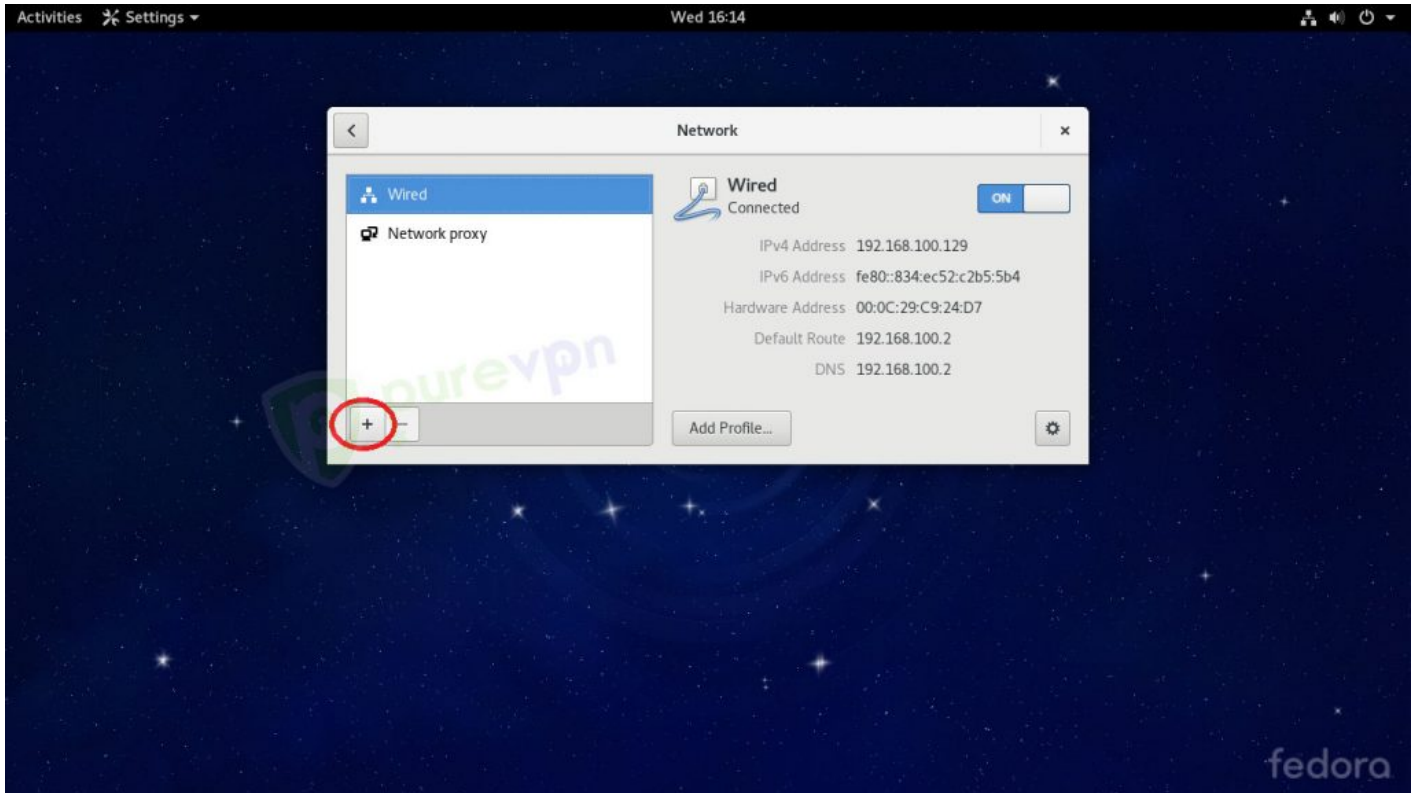 Activities Settings Wed 16:14
Network
Wired
Network proxy
+ −
Wired
Connected
ON
IPv4 Address 192.168.100.129
IPv6 Address fe80::834:ec52:c2b5:5b4
Hardware Address 00:0C:29:C9:24:D7
Default Route 192.168.100.2
DNS 192.168.100.2
Add Profile...
purevpn
fedora